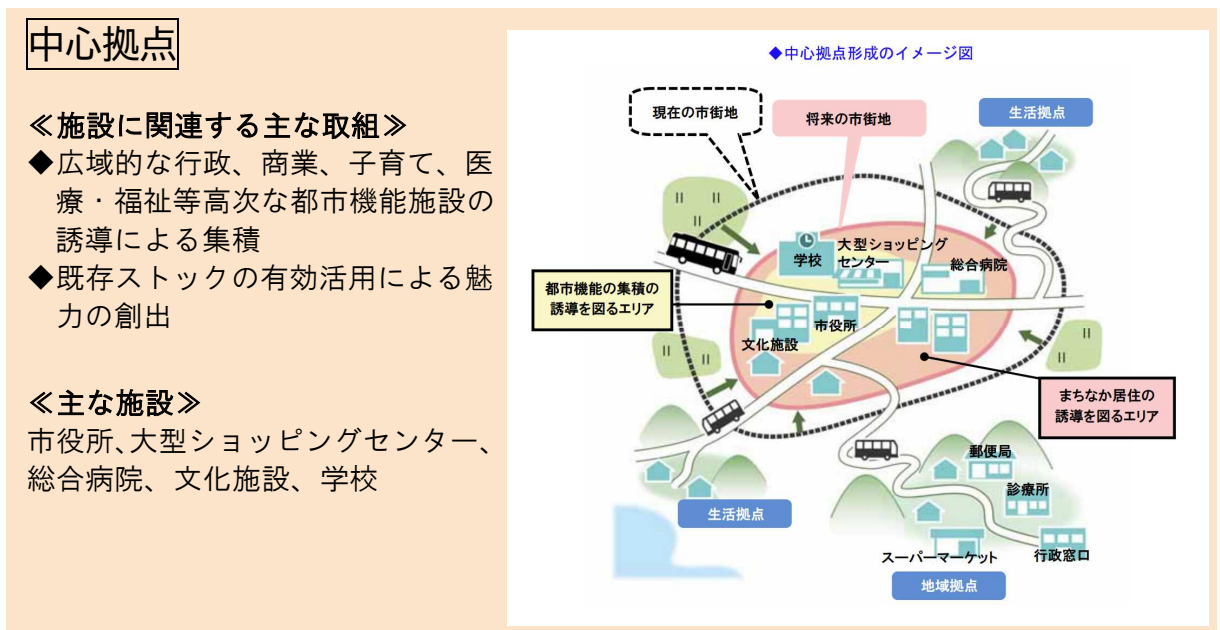 中心拠点
≪施設に関連する主な取組≫
◆広域的な行政、商業、子育て、医
療・福祉等高次な都市機能施設の
誘導による集積
◆既存ストックの有効活用による魅
力の創出
≪主な施設≫
市役所、大型ショッピングセンター、
総合病院、文化施設、学校
◆中心拠点形成のイメージ図
現在の市街地
将来の市街地
生活拠点
学校
大型ショッピング
センター
総合病院
都市機能の集積の
誘導を図るエリア
市役所
文化施設
まちなか居住の
誘導を図るエリア
郵便局
診療所
生活拠点
スーパーマーケット
行政窓口
地域拠点